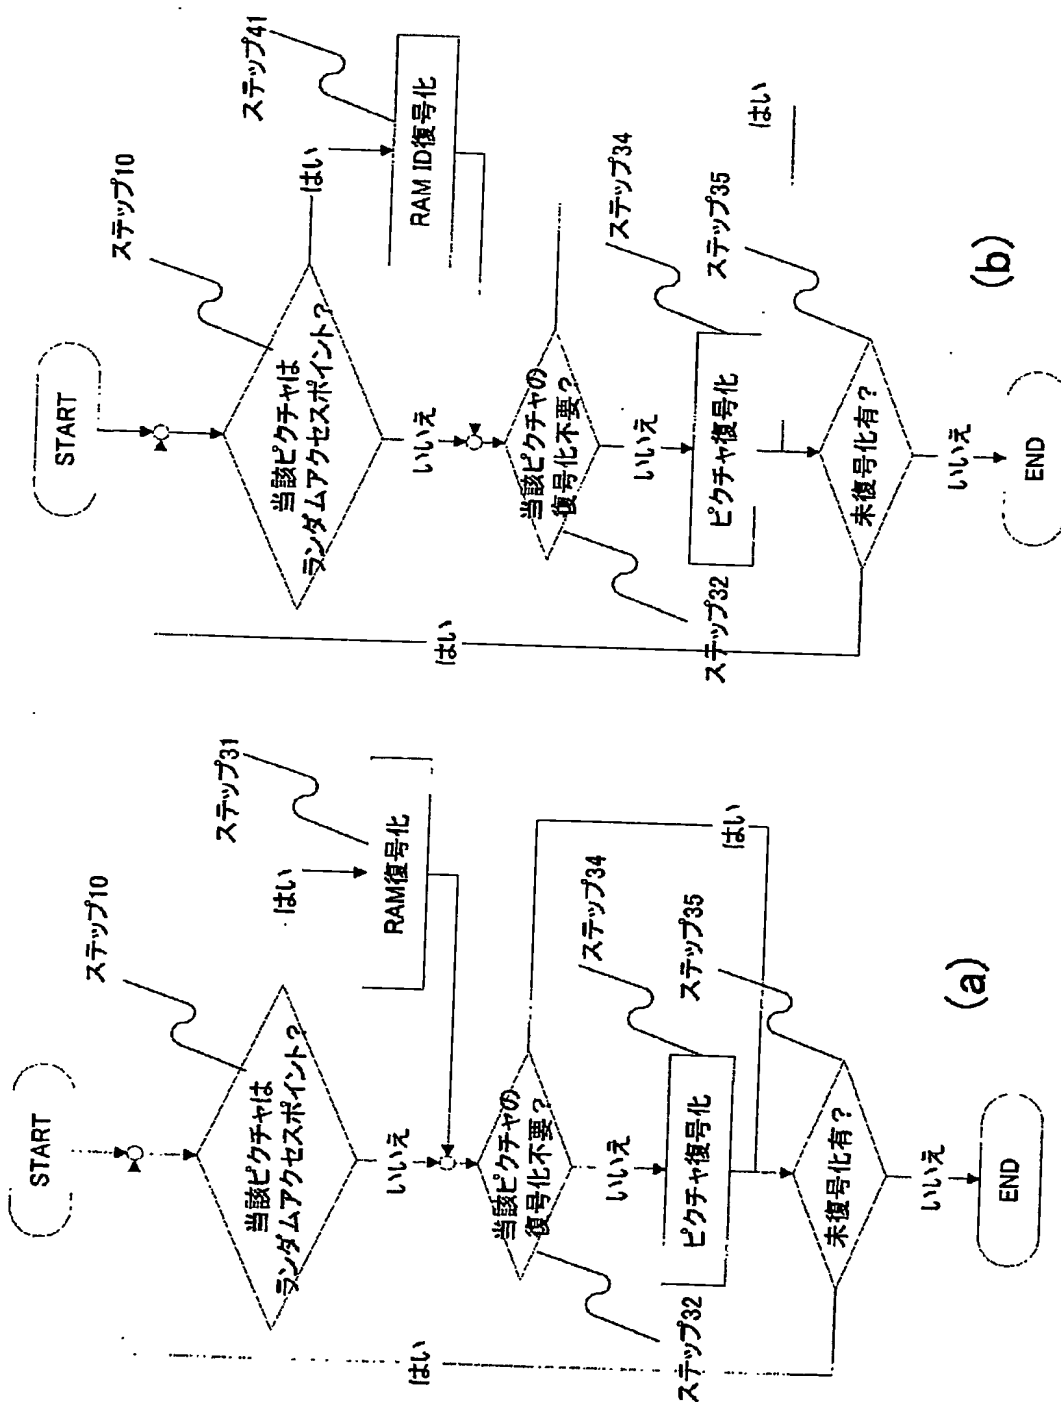 START
ステップ10
当該ピクチャは
ランダムアクセスポイント?
はい
ステップ31
RAM復号化
いいえ
当該ピクチャの
復号化不要?
ステップ32
はい
いいえ
ステップ34
ピクチャ復号化
ステップ35
未復号化有?
はい
いいえ
END
(a)
START
ステップ10
当該ピクチャは
ランダムアクセスポイント?
はい
ステップ41
RAM ID復号化
いいえ
当該ピクチャの
復号化不要?
ステップ32
はい
いいえ
ステップ34
ピクチャ復号化
ステップ35
未復号化有?
はい
いいえ
END
(b)